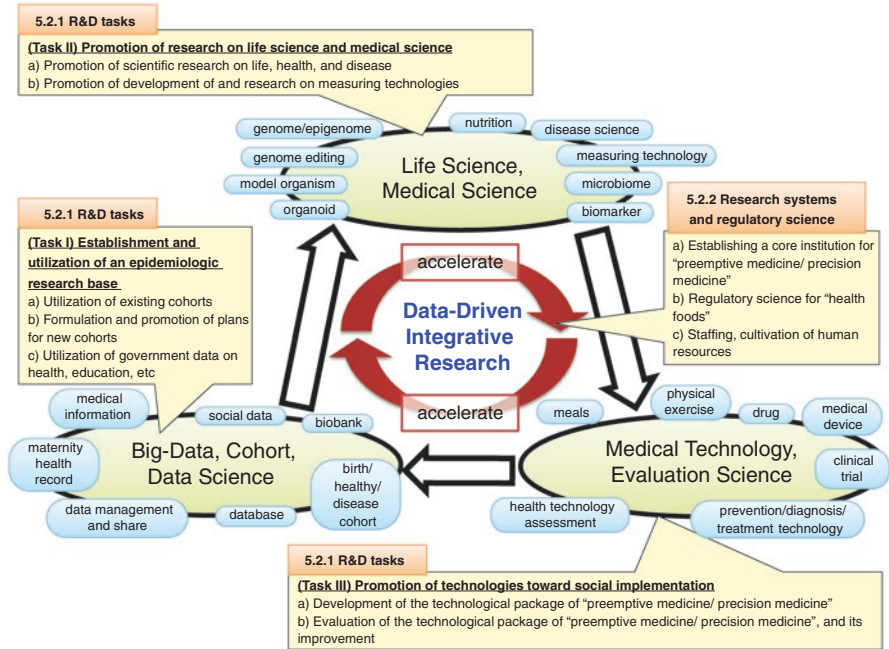 5.2.1 R&D tasks
(Task II) Promotion of research on life science and medical science
a) Promotion of scientific research on life, health, and disease
b) Promotion of development of and research on measuring technologies
genome/epigenome
nutrition
disease science
genome editing
measuring technology
model organism
microbiome
organoid
biomarker
Life Science,
Medical Science
5.2.1 R&D tasks
(Task I) Establishment and
utilization of an epidemiologic
research base
a) Utilization of existing cohorts
b) Formulation and promotion of plans
for new cohorts
c) Utilization of government data on
health, education, etc
accelerate
Data-Driven
Integrative
Research
accelerate
5.2.2 Research systems
and regulatory science
a) Establishing a core institution for
“preemptive medicine/ precision
medicine”
b) Regulatory science for “health
foods”
c) Staffing, cultivation of human
resources
medical
information
social data
biobank
maternity
health
record
Big-Data, Cohort,
Data Science
birth/
healthy/
disease
cohort
data management
and share
database
meals
physical
exercise
drug
medical
device
Medical Technology,
Evaluation Science
clinical
trial
health technology
assessment
prevention/diagnosis/
treatment technology
5.2.1 R&D tasks
(Task III) Promotion of technologies toward social implementation
a) Development of the technological package of “preemptive medicine/ precision medicine”
b) Evaluation of the technological package of “preemptive medicine/ precision medicine”, and its
improvement